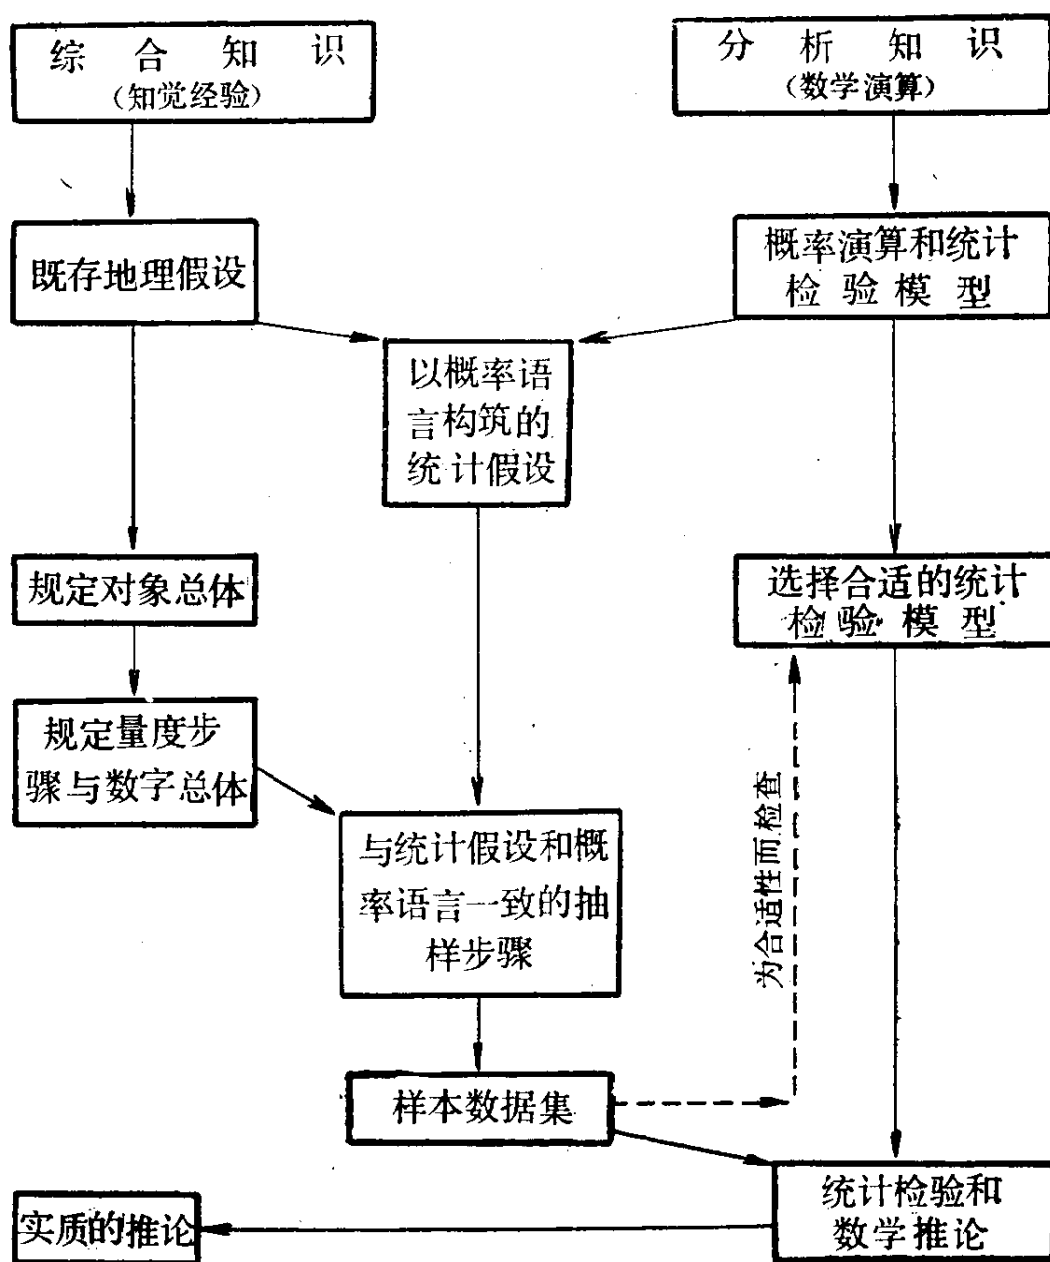 综合知识
（知觉经验）
分析知识
（数学演算）
既存地理假设
概率演算和统计
检验模型
以概率语
言构筑的
统计假设
规定对象总体
选择合适的统计
检验模型
规定量度步
骤与数字总体
与统计假设和概
率语言一致的抽
样步骤
为合适性而检查
样本数据集
统计检验和
数学推论
实质的推论